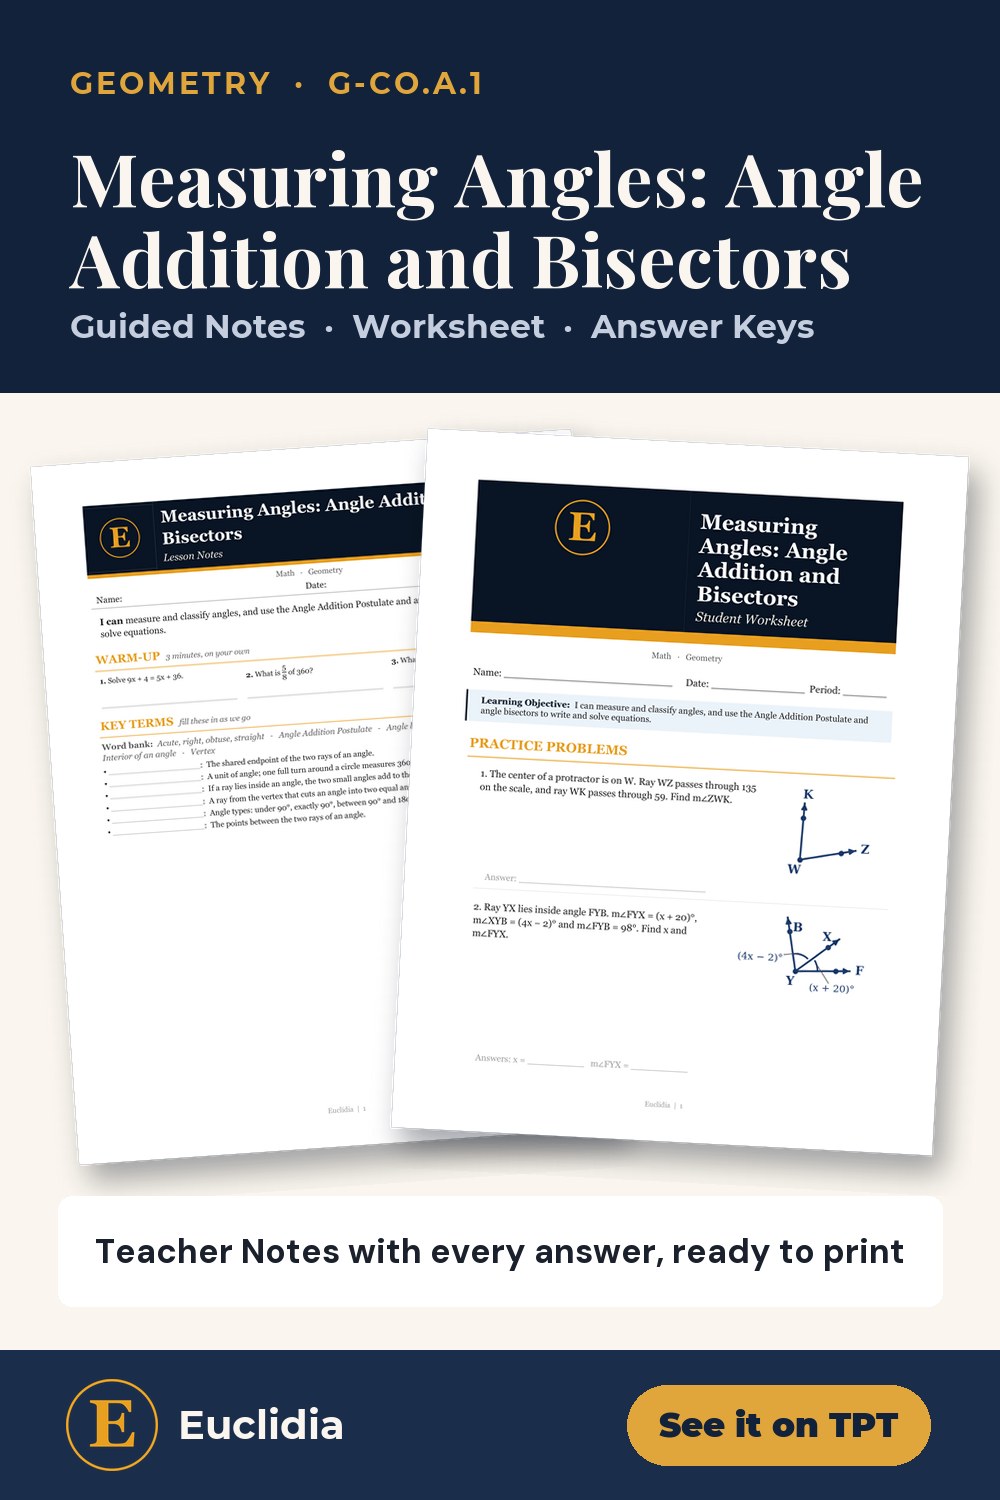 GEOMETRY · G-CO.A.1
Measuring Angles: Angle
Addition and Bisectors
Guided Notes · Worksheet · Answer Keys
E
Measuring Angles: Angle Addit
Bisectors
Lesson Notes
Math · Geometry
Name:
Date:
I can measure and classify angles, and use the Angle Addition Postulate and a
solve equations.
WARM-UP 3 minutes, on your own
1. Solve 9x + 4 = 5x + 36.
2. What is 5/8 of 360?
3. Wha
KEY TERMS fill these in as we go
Word bank: Acute, right, obtuse, straight · Angle Addition Postulate · Angle
Interior of an angle · Vertex
: The shared endpoint of the two rays of an angle.
: A unit of angle; one full turn around a circle measures 360
: If a ray lies inside an angle, the two small angles add to the
: A ray from the vertex that cuts an angle into two equal an
: Angle types: under 90°, exactly 90°, between 90° and 18
: The points between the two rays of an angle.
Euclidia | 1
E
Measuring
Angles: Angle
Addition and
Bisectors
Student Worksheet
Math · Geometry
Name:
Date:
Period:
Learning Objective: I can measure and classify angles, and use the Angle Addition Postulate and
angle bisectors to write and solve equations.
PRACTICE PROBLEMS
1. The center of a protractor is on W. Ray WZ passes through 135
on the scale, and ray WK passes through 59. Find m∠ZWK.
K
Z
W
Answer:
2. Ray YX lies inside angle FYB. m∠FYX = (x + 20)°,
m∠XYB = (4x − 2)° and m∠FYB = 98°. Find x and
m∠FYX.
B
X
(4x − 2)°
F
Y
(x + 20)°
Answers: x = m∠FYX =
Euclidia | 1
Teacher Notes with every answer, ready to print
E
Euclidia
See it on TPT